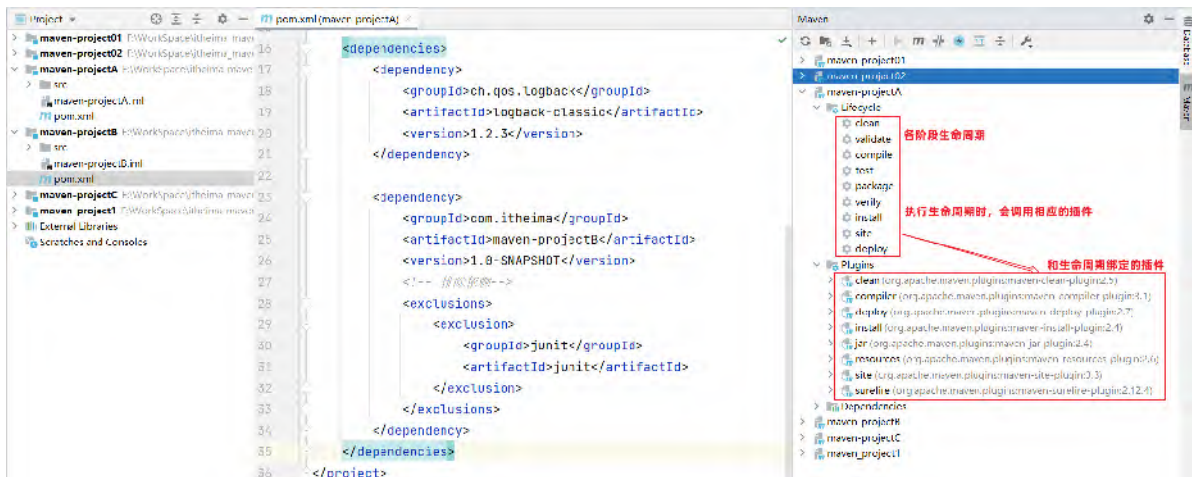 Project
pom.xml (maven-projectA)
maven-project01
maven-project02
maven-projectA
src
maven-projectA.iml
pom.xml
maven-projectB
src
maven-projectB.iml
pom.xml
maven-projectC
maven_project1
External Libraries
Scratches and Consoles
16 <dependencies>
17 <dependency>
18 <groupId>ch.qos.logback</groupId>
19 <artifactId>logback-classic</artifactId>
20 <version>1.2.3</version>
21 </dependency>
22
23 <dependency>
24 <groupId>com.itheima</groupId>
25 <artifactId>maven-projectB</artifactId>
26 <version>1.0-SNAPSHOT</version>
27 <!-- 排除依赖-->
28 <exclusions>
29 <exclusion>
30 <groupId>junit</groupId>
31 <artifactId>junit</artifactId>
32 </exclusion>
33 </exclusions>
34 </dependency>
35 </dependencies>
36 </project>
Maven
maven_project01
maven_project02
maven-projectA
Lifecycle
clean
validate
compile
test
package
verify
install
site
deploy
各阶段生命周期
执行生命周期时，会调用相应的插件
和生命周期绑定的插件
Plugins
clean (org.apache.maven.plugins:maven-clean-plugin:2.5)
compiler (org.apache.maven.plugins:maven-compiler-plugin:3.1)
deploy (org.apache.maven.plugins:maven-deploy-plugin:2.7)
install (org.apache.maven.plugins:maven-install-plugin:2.4)
jar (org.apache.maven.plugins:maven-jar-plugin:2.4)
resources (org.apache.maven.plugins:maven-resources-plugin:2.6)
site (org.apache.maven.plugins:maven-site-plugin:3.3)
surefire (org.apache.maven.plugins:maven-surefire-plugin:2.12.4)
Dependencies
maven-projectB
maven-projectC
maven_project1
Database
Maven